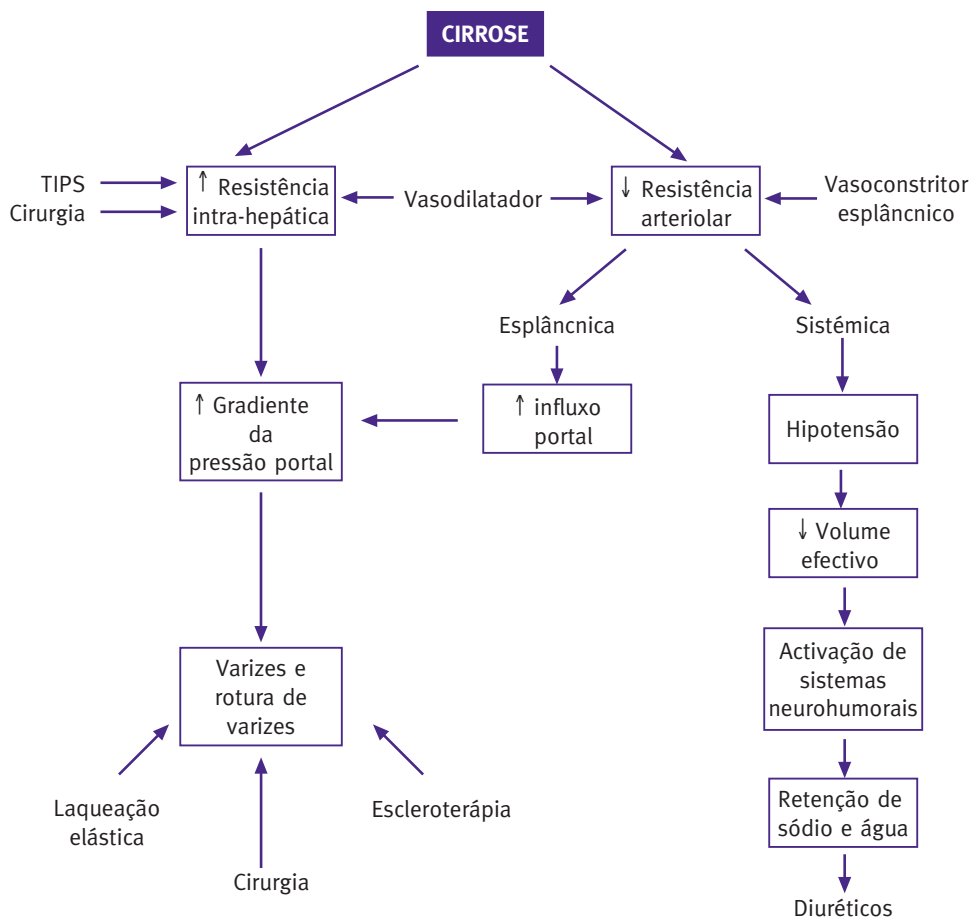 CIRROSE
TIPS
Cirurgia
↑ Resistência
intra-hepática
Vasodilatador
↓ Resistência
arteriolar
Vasoconstritor
esplâncnico
Esplâncnica
Sistémica
↑ Gradiente
da
pressão portal
↑ influxo
portal
Hipotensão
↓ Volume
efectivo
Varizes e
rotura de
varizes
Activação de
sistemas
neurohumorais
Laqueação
elástica
Cirurgia
Escleroterápia
Retenção de
sódio e água
Diuréticos